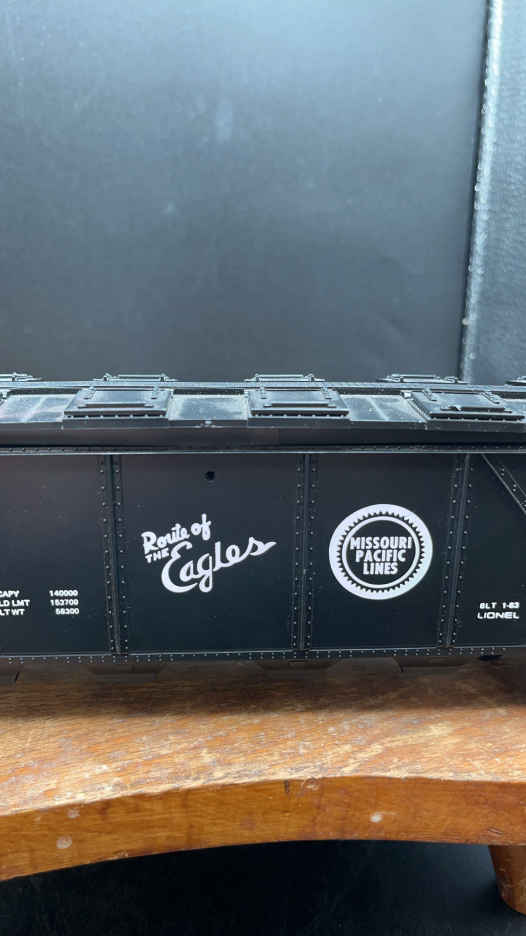 Route of
THE Eagles
MISSOURI
PACIFIC
LINES
CAPY 140000
LD LMT 153700
LT WT 56300
BLT 1-83
LIONEL